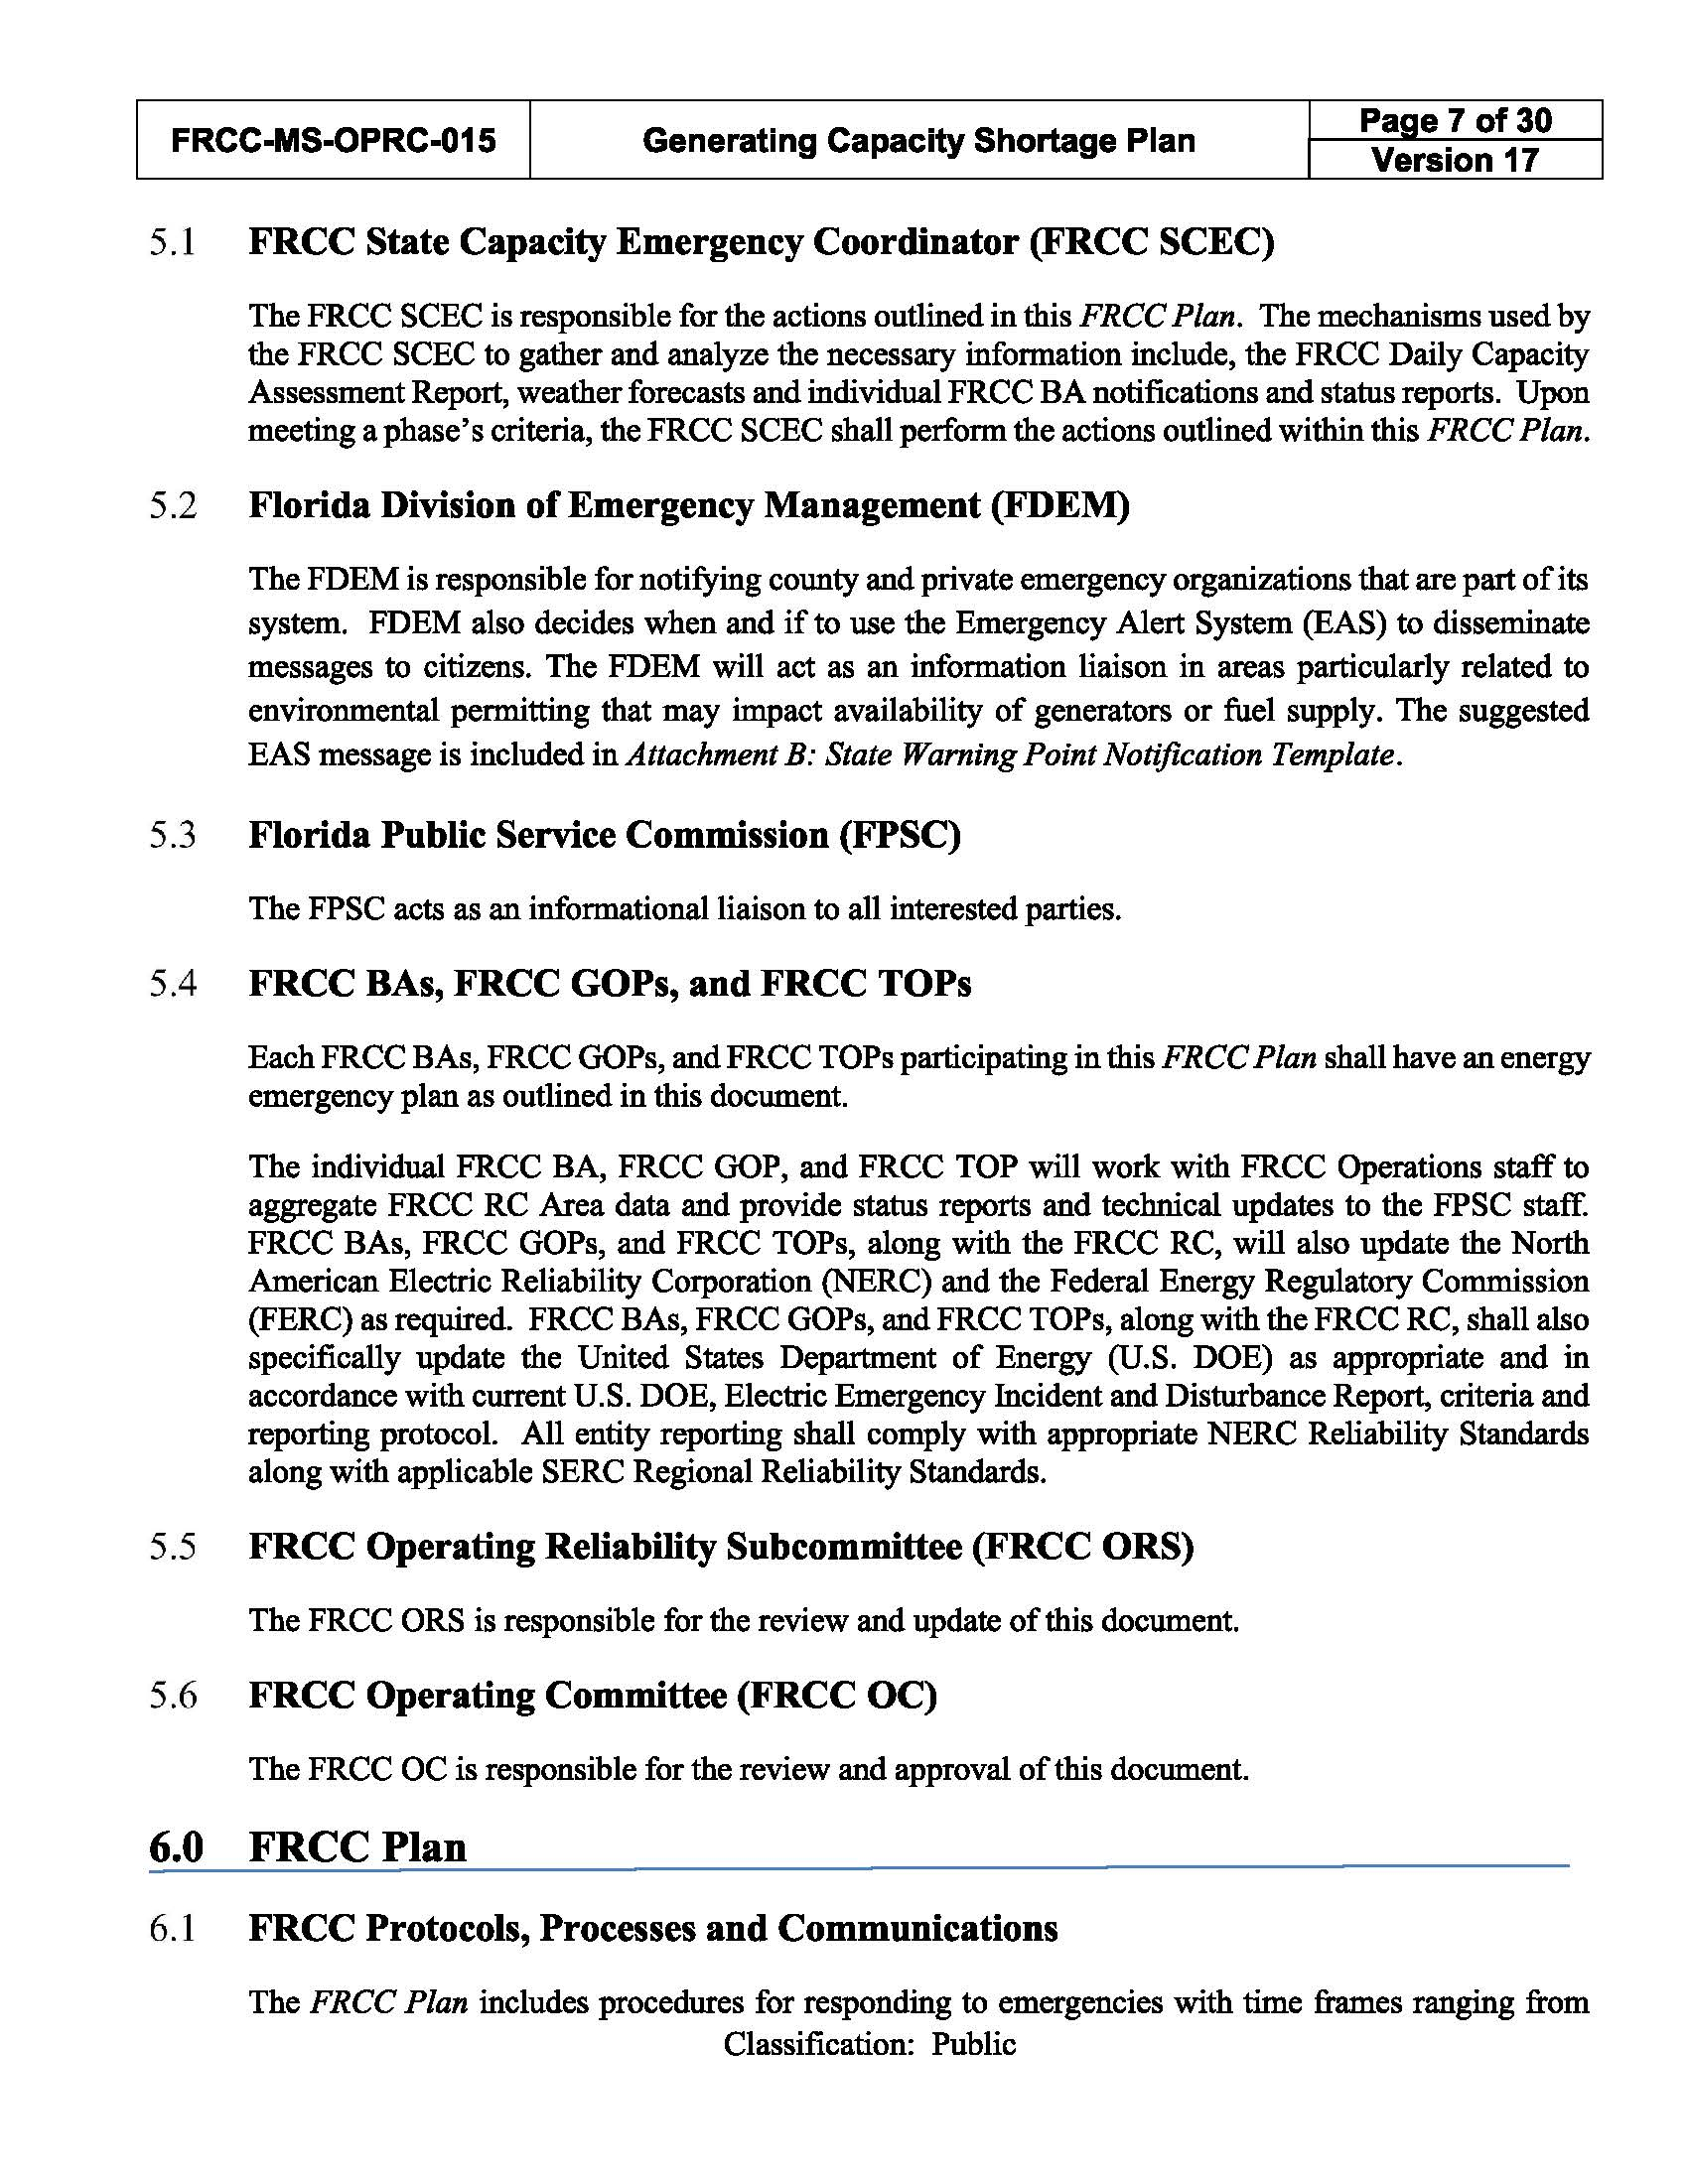 FRCC-MS-OPRC-015
Generating Capacity Shortage Plan
Page 7 of 30
Version 17
5.1 FRCC State Capacity Emergency Coordinator (FRCC SCEC)
The FRCC SCEC is responsible for the actions outlined in this FRCC Plan. The mechanisms used by
the FRCC SCEC to gather and analyze the necessary information include, the FRCC Daily Capacity
Assessment Report, weather forecasts and individual FRCC BA notifications and status reports. Upon
meeting a phase's criteria, the FRCC SCEC shall perform the actions outlined within this FRCC Plan.
5.2 Florida Division of Emergency Management (FDEM)
The FDEM is responsible for notifying county and private emergency organizations that are part of its
system. FDEM also decides when and if to use the Emergency Alert System (EAS) to disseminate
messages to citizens. The FDEM will act as an information liaison in areas particularly related to
environmental permitting that may impact availability of generators or fuel supply. The suggested
EAS message is included in Attachment B: State Warning Point Notification Template.
5.3 Florida Public Service Commission (FPSC)
The FPSC acts as an informational liaison to all interested parties.
5.4 FRCC BAs, FRCC GOPs, and FRCC TOPs
Each FRCC BAs, FRCC GOPs, and FRCC TOPs participating in this FRCC Plan shall have an energy
emergency plan as outlined in this document.
The individual FRCC BA, FRCC GOP, and FRCC TOP will work with FRCC Operations staff to
aggregate FRCC RC Area data and provide status reports and technical updates to the FPSC staff.
FRCC BAs, FRCC GOPs, and FRCC TOPs, along with the FRCC RC, will also update the North
American Electric Reliability Corporation (NERC) and the Federal Energy Regulatory Commission
(FERC) as required. FRCC BAs, FRCC GOPs, and FRCC TOPs, along with the FRCC RC, shall also
specifically update the United States Department of Energy (U.S. DOE) as appropriate and in
accordance with current U.S. DOE, Electric Emergency Incident and Disturbance Report, criteria and
reporting protocol. All entity reporting shall comply with appropriate NERC Reliability Standards
along with applicable SERC Regional Reliability Standards.
5.5 FRCC Operating Reliability Subcommittee (FRCC ORS)
The FRCC ORS is responsible for the review and update of this document.
5.6 FRCC Operating Committee (FRCC OC)
The FRCC OC is responsible for the review and approval of this document.
6.0 FRCC Plan
6.1 FRCC Protocols, Processes and Communications
The FRCC Plan includes procedures for responding to emergencies with time frames ranging from
Classification: Public